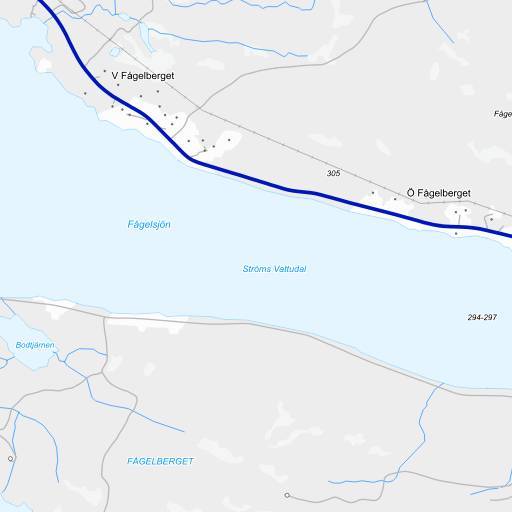 V Fågelberget
Fåge
305
Ö Fågelberget
Fågelsjön
Ströms Vattudal
294-297
Bodtjärnen
FÅGELBERGET